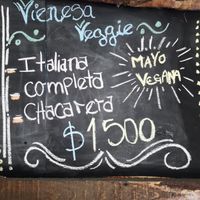 Vienesa
Veggie
Italiana
completa
Chacarera
MAYO
VEGANA
$1500